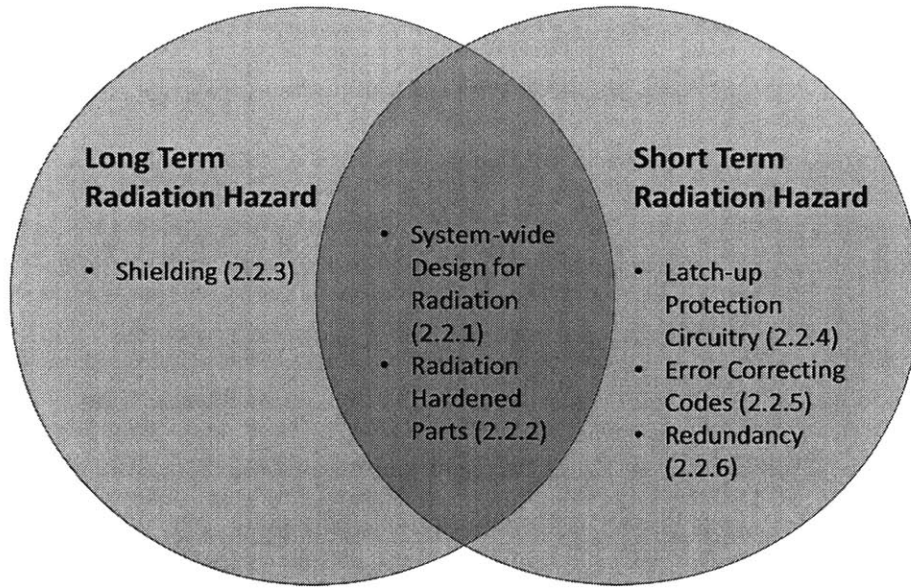 Long Term
Radiation Hazard
• Shielding (2.2.3)
• System-wide
Design for
Radiation
(2.2.1)
• Radiation
Hardened
Parts (2.2.2)
Short Term
Radiation Hazard
• Latch-up
Protection
Circuitry (2.2.4)
• Error Correcting
Codes (2.2.5)
• Redundancy
(2.2.6)